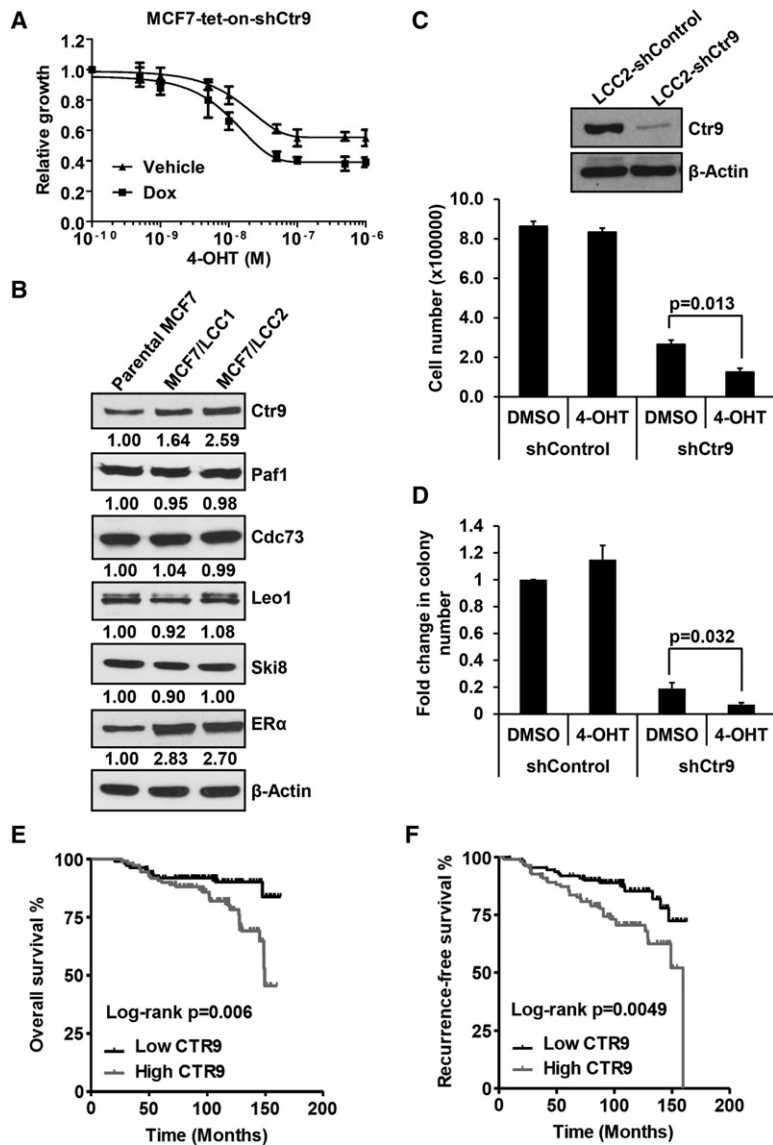 A
MCF7-tet-on-shCtr9
Relative growth
1.2
1.0
0.8
0.6
0.4
0.2
0.0
Vehicle
Dox
10⁻¹⁰ 10⁻⁹ 10⁻⁸ 10⁻⁷ 10⁻⁶
4-OHT (M)
B
Parental MCF7
MCF7/LCC1
MCF7/LCC2
Ctr9
1.00 1.64 2.59
Paf1
1.00 0.95 0.98
Cdc73
1.00 1.04 0.99
Leo1
1.00 0.92 1.08
Ski8
1.00 0.90 1.00
ERα
1.00 2.83 2.70
β-Actin
C
LCC2-shControl
LCC2-shCtr9
Ctr9
β-Actin
Cell number (x100000)
10.0
8.0
6.0
4.0
2.0
0.0
p=0.013
DMSO 4-OHT DMSO 4-OHT
shControl shCtr9
D
Fold change in colony
number
1.4
1.2
1
0.8
0.6
0.4
0.2
0
p=0.032
DMSO 4-OHT DMSO 4-OHT
shControl shCtr9
E
Overall survival %
100
75
50
25
0
Log-rank p=0.006
Low CTR9
High CTR9
0 50 100 150 200
Time (Months)
F
Recurrence-free survival %
100
75
50
75
0
Log-rank p=0.0049
Low CTR9
High CTR9
0 50 100 150 200
Time (Months)